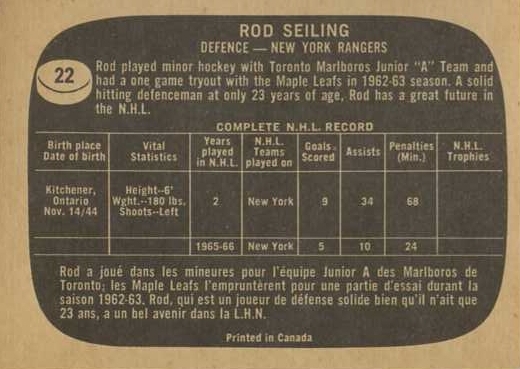 ROD SEILING
DEFENCE — NEW YORK RANGERS
22
Rod played minor hockey with Toronto Marlboros Junior "A" Team and
had a one game tryout with the Maple Leafs in 1962-63 season. A solid
hitting defenceman at only 23 years of age, Rod has a great future in
the N.H.L.
COMPLETE N.H.L. RECORD
Birth place Date of birth | Vital Statistics | Years played in N.H.L. | N.H.L. Teams played on | Goals Scored | Assists | Penalties (Min.) | N.H.L. Trophies
Kitchener, Ontario Nov. 14/44 | Height--6' Wght.--180 lbs. Shoots--Left | 2 | New York | 9 | 34 | 68
1965-66 | New York | 5 | 10 | 24
Rod a joué dans les mineures pour l'équipe Junior A des Marlboros de
Toronto; les Maple Leafs l'empruntèrent pour une partie d'essai durant la
saison 1962-63. Rod, qui est un joueur de défense solide bien qu'il n'ait que
23 ans, a un bel avenir dans la L.H.N.
Printed in Canada